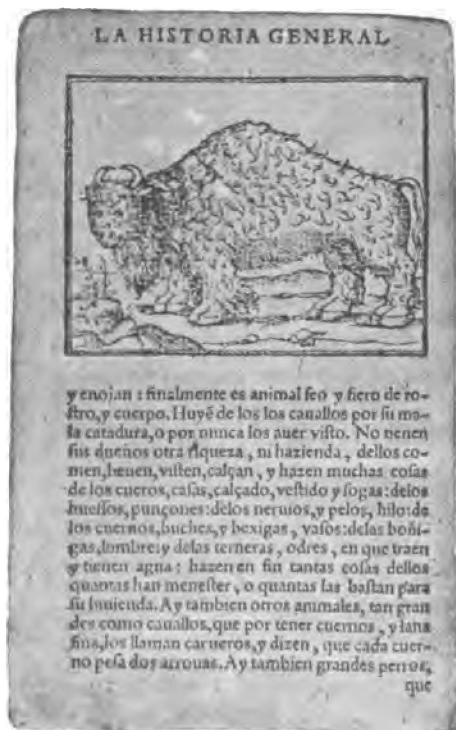 LA HISTORIA GENERAL
y enojan : finalmente es animal feo y fiero de ro-
stro, y cuerpo. Huyẽ de los los cauallos por su ma-
la catadura, o por nunca los auer visto. No tienen
sus dueños otra riqueza, ni hazienda, dellos co-
men, beuen, visten, calçan, y hazen muchas cosas
de los cueros, casas, calçado, vestido y sogas: delos
huessos, punçones: delos neruios, y pelos, hilo: de
los cuernos, buches, y bexigas, vasos: delas boñi-
gas, lumbre: y delas terneras, odres, en que traen
y tienen agua: hazen en fin tantas cosas dellos
quantas han menester, o quantas las bastan para
su biuienda. Ay tambien otros animales, tan gran
des como cauallos, que por tener cuernos, y lana
fina, los llaman carneros, y dizen, que cada cuer-
no pesa dos arrouas. Ay tambien grandes perros,
que